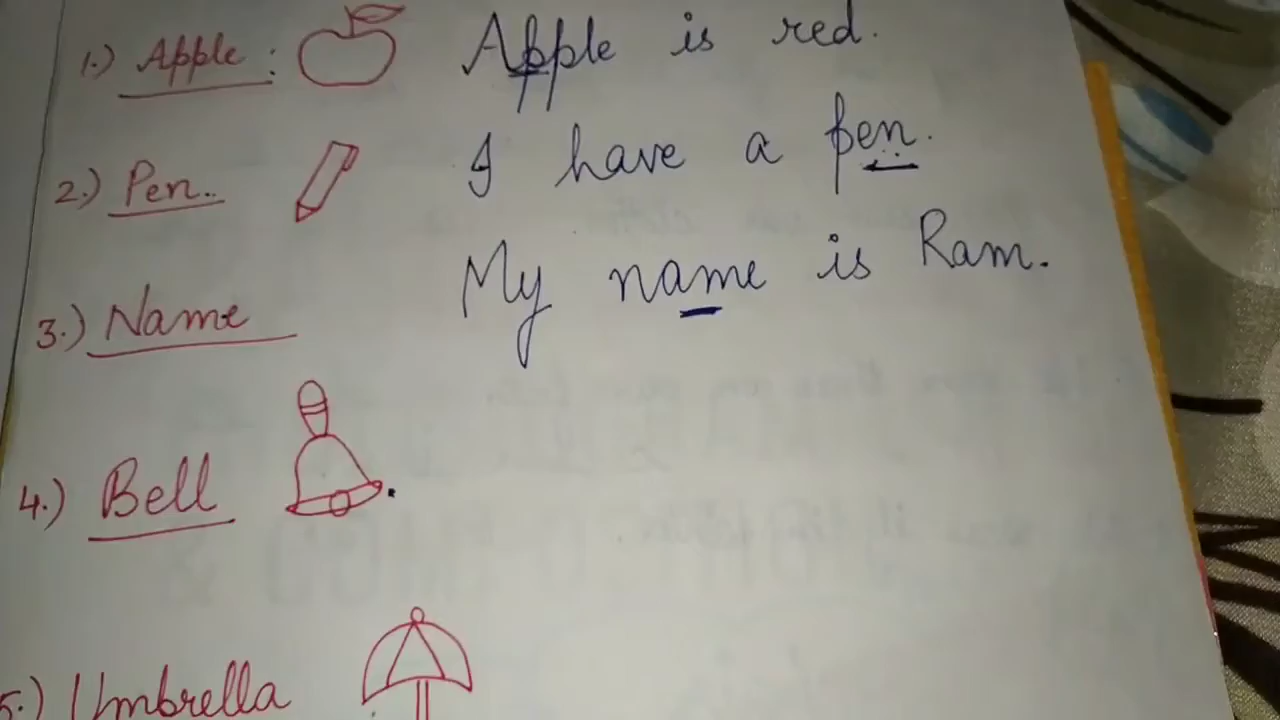 1.) Apple : Apple is red.
2.) Pen.. I have a pen.
3.) Name My name is Ram.
4.) Bell
5.) Umbrella